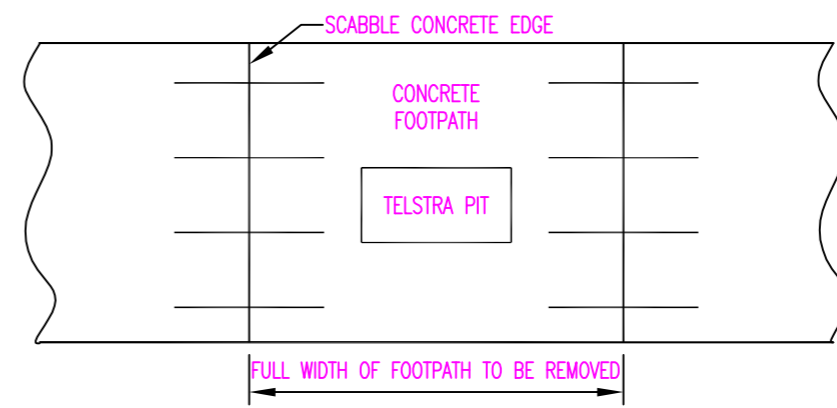 SCABBLE CONCRETE EDGE
CONCRETE
FOOTPATH
TELSTRA PIT
FULL WIDTH OF FOOTPATH TO BE REMOVED